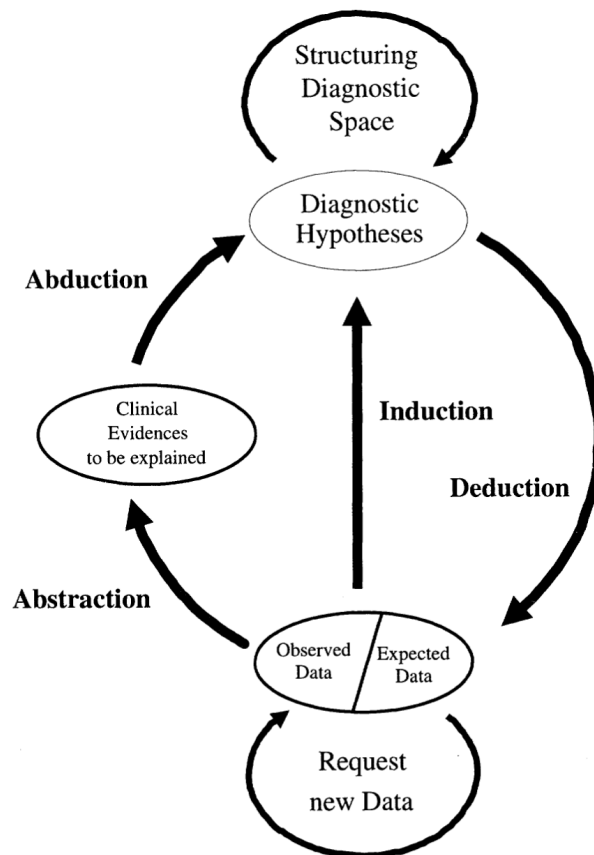 Structuring
Diagnostic
Space
Diagnostic
Hypotheses
Abduction
Clinical
Evidences
to be explained
Induction
Deduction
Abstraction
Observed
Data
Expected
Data
Request
new Data